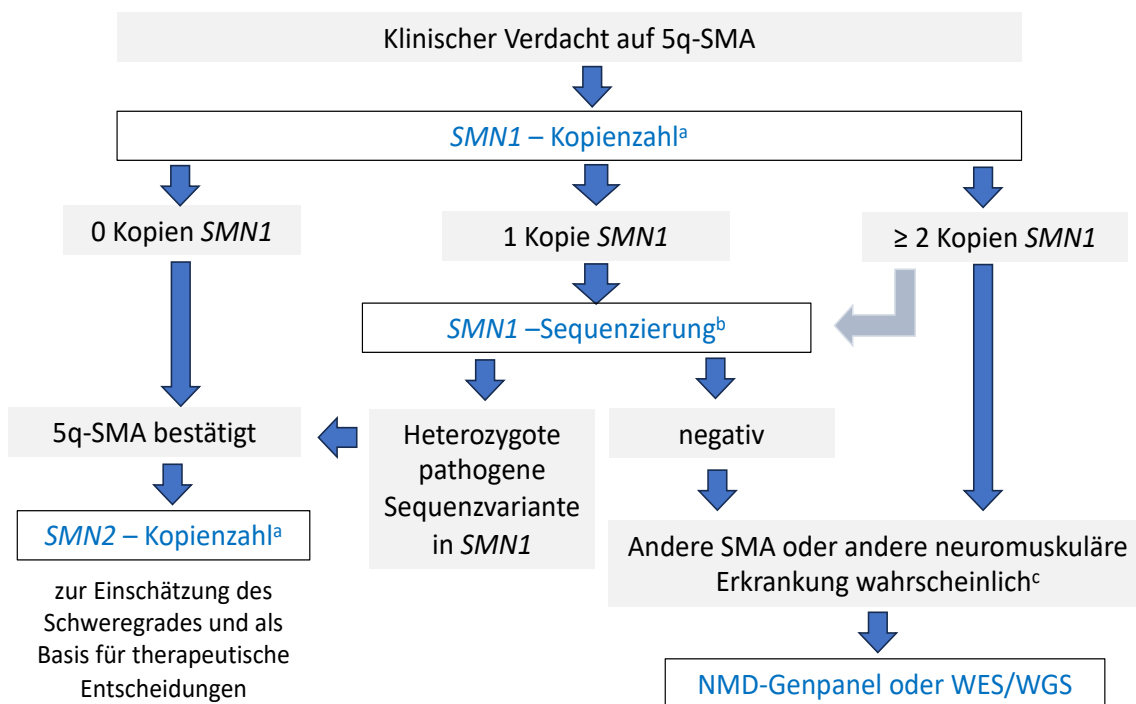 Klinischer Verdacht auf 5q-SMA
SMN1 – Kopienzahlᵃ
0 Kopien SMN1
1 Kopie SMN1
≥ 2 Kopien SMN1
SMN1 –Sequenzierungᵇ
5q-SMA bestätigt
Heterozygote
pathogene
Sequenzvariante
in SMN1
negativ
SMN2 – Kopienzahlᵃ
zur Einschätzung des
Schweregrades und als
Basis für therapeutische
Entscheidungen
Andere SMA oder andere neuromuskuläre
Erkrankung wahrscheinlichᶜ
NMD-Genpanel oder WES/WGS